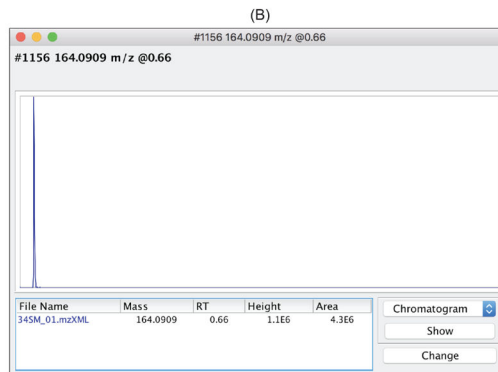 (B)
#1156 164.0909 m/z @0.66
#1156 164.0909 m/z @0.66
File Name Mass RT Height Area
34SM_01.mzXML 164.0909 0.66 1.1E6 4.3E6
Chromatogram
Show
Change